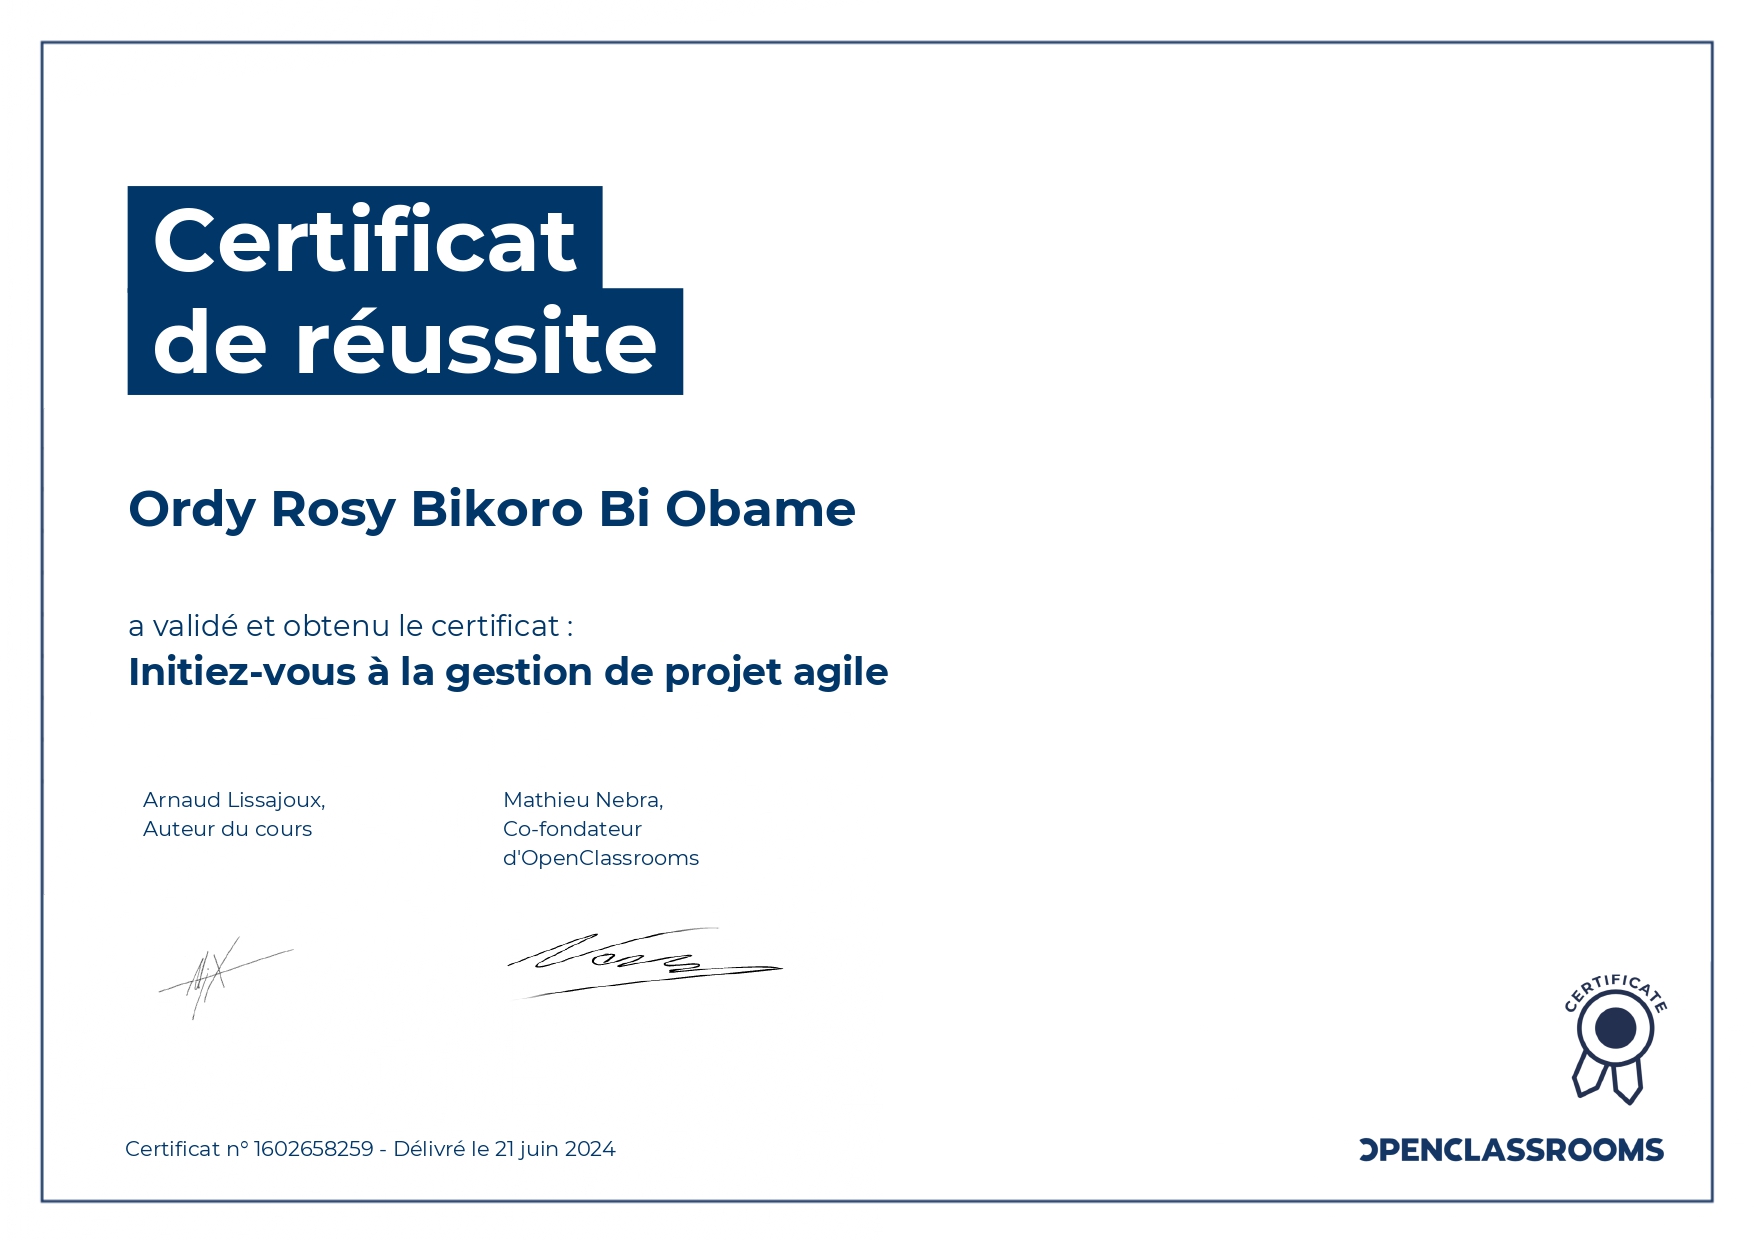 Certificat
de réussite
Ordy Rosy Bikoro Bi Obame
a validé et obtenu le certificat :
Initiez-vous à la gestion de projet agile
Arnaud Lissajoux,
Auteur du cours
Mathieu Nebra,
Co-fondateur
d'OpenClassrooms
CERTIFICATE
Certificat n° 1602658259 - Délivré le 21 juin 2024
OPENCLASSROOMS